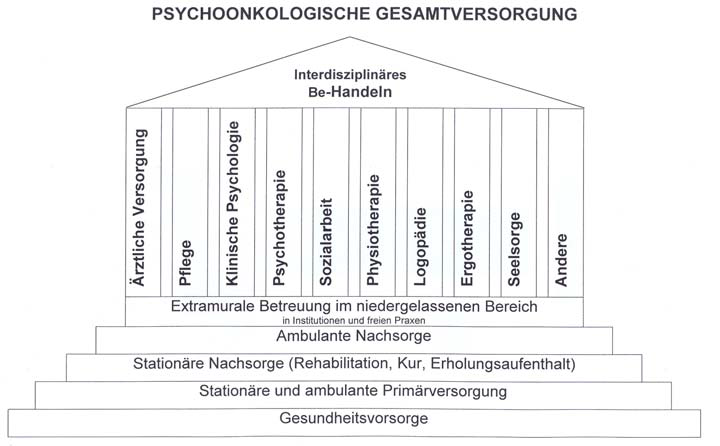 PSYCHOONKOLOGISCHE GESAMTVERSORGUNG
Interdisziplinäres
Be-Handeln
Ärztliche Versorgung
Pflege
Klinische Psychologie
Psychotherapie
Sozialarbeit
Physiotherapie
Logopädie
Ergotherapie
Seelsorge
Andere
Extramurale Betreuung im niedergelassenen Bereich
in Institutionen und freien Praxen
Ambulante Nachsorge
Stationäre Nachsorge (Rehabilitation, Kur, Erholungsaufenthalt)
Stationäre und ambulante Primärversorgung
Gesundheitsvorsorge